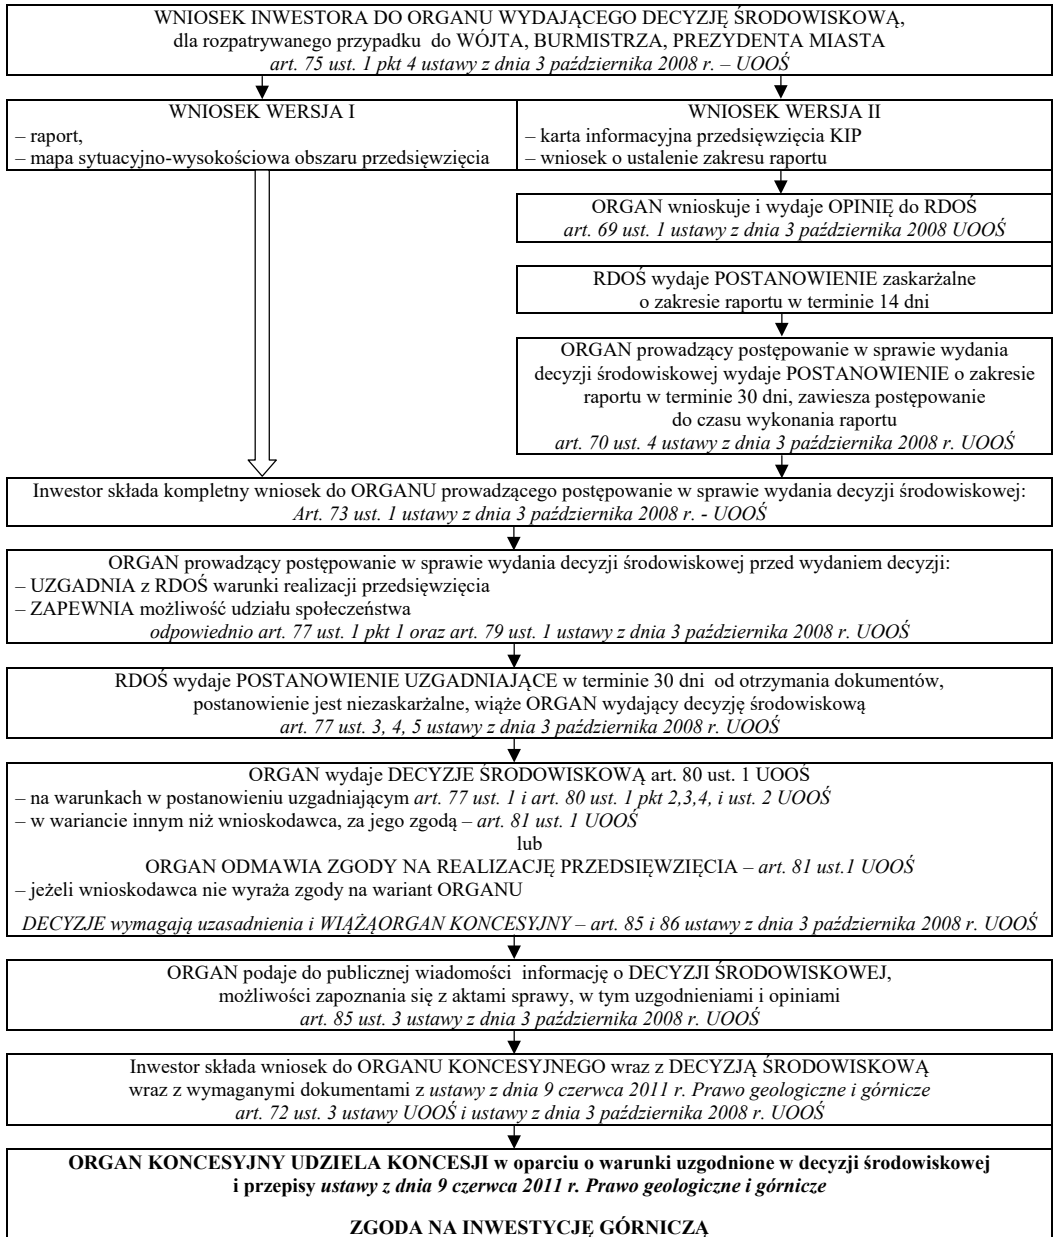 WNIOSEK INWESTORA DO ORGANU WYDAJĄCEGO DECYZJĘ ŚRODOWISKOWĄ,
dla rozpatrywanego przypadku do WÓJTA, BURMISTRZA, PREZYDENTA MIASTA
art. 75 ust. 1 pkt 4 ustawy z dnia 3 października 2008 r. – UOOŚ
WNIOSEK WERSJA I
– raport,
– mapa sytuacyjno-wysokościowa obszaru przedsięwzięcia
WNIOSEK WERSJA II
– karta informacyjna przedsięwzięcia KIP
– wniosek o ustalenie zakresu raportu
ORGAN wnioskuje i wydaje OPINIĘ do RDOŚ
art. 69 ust. 1 ustawy z dnia 3 października 2008 UOOŚ
RDOŚ wydaje POSTANOWIENIE zaskarżalne
o zakresie raportu w terminie 14 dni
ORGAN prowadzący postępowanie w sprawie wydania
decyzji środowiskowej wydaje POSTANOWIENIE o zakresie
raportu w terminie 30 dni, zawiesza postępowanie
do czasu wykonania raportu
art. 70 ust. 4 ustawy z dnia 3 października 2008 r. UOOŚ
Inwestor składa kompletny wniosek do ORGANU prowadzącego postępowanie w sprawie wydania decyzji środowiskowej:
Art. 73 ust. 1 ustawy z dnia 3 października 2008 r. - UOOŚ
ORGAN prowadzący postępowanie w sprawie wydania decyzji środowiskowej przed wydaniem decyzji:
– UZGADNIA z RDOŚ warunki realizacji przedsięwzięcia
– ZAPEWNIA możliwość udziału społeczeństwa
odpowiednio art. 77 ust. 1 pkt 1 oraz art. 79 ust. 1 ustawy z dnia 3 października 2008 r. UOOŚ
RDOŚ wydaje POSTANOWIENIE UZGADNIAJĄCE w terminie 30 dni od otrzymania dokumentów,
postanowienie jest niezaskarżalne, wiąże ORGAN wydający decyzję środowiskową
art. 77 ust. 3, 4, 5 ustawy z dnia 3 października 2008 r. UOOŚ
ORGAN wydaje DECYZJE ŚRODOWISKOWĄ art. 80 ust. 1 UOOŚ
– na warunkach w postanowieniu uzgadniającym art. 77 ust. 1 i art. 80 ust. 1 pkt 2,3,4, i ust. 2 UOOŚ
– w wariancie innym niż wnioskodawca, za jego zgodą – art. 81 ust. 1 UOOŚ
lub
ORGAN ODMAWIA ZGODY NA REALIZACJĘ PRZEDSIĘWZIĘCIA – art. 81 ust.1 UOOŚ
– jeżeli wnioskodawca nie wyraża zgody na wariant ORGANU
DECYZJE wymagają uzasadnienia i WIĄŻĄORGAN KONCESYJNY – art. 85 i 86 ustawy z dnia 3 października 2008 r. UOOŚ
ORGAN podaje do publicznej wiadomości informację o DECYZJI ŚRODOWISKOWEJ,
możliwości zapoznania się z aktami sprawy, w tym uzgodnieniami i opiniami
art. 85 ust. 3 ustawy z dnia 3 października 2008 r. UOOŚ
Inwestor składa wniosek do ORGANU KONCESYJNEGO wraz z DECYZJĄ ŚRODOWISKOWĄ
wraz z wymaganymi dokumentami z ustawy z dnia 9 czerwca 2011 r. Prawo geologiczne i górnicze
art. 72 ust. 3 ustawy UOOŚ i ustawy z dnia 3 października 2008 r. UOOŚ
ORGAN KONCESYJNY UDZIELA KONCESJI w oparciu o warunki uzgodnione w decyzji środowiskowej
i przepisy ustawy z dnia 9 czerwca 2011 r. Prawo geologiczne i górnicze
ZGODA NA INWESTYCJĘ GÓRNICZĄ